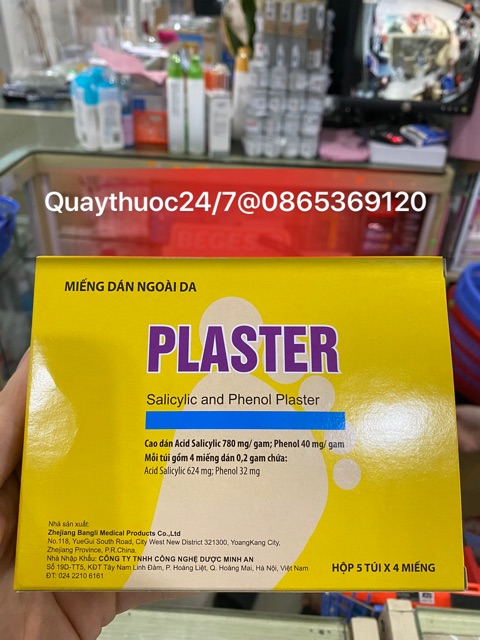 Quaythuoc24/7@0865369120
MIẾNG DÁN NGOÀI DA
PLASTER
Salicylic and Phenol Plaster
Cao dán Acid Salicylic 780 mg/ gam; Phenol 40 mg/ gam
Mỗi túi gồm 4 miếng dán 0,2 gam chứa:
Acid Salicylic 624 mg; Phenol 32 mg
Nhà sản xuất:
Zhejiang Bangli Medical Products Co.,Ltd
No.118, YueGui South Road, City West New District 321300, YoangKang City,
Zhejiang Province, P.R.China.
Nhà Nhập Khẩu: CÔNG TY TNHH CÔNG NGHỆ DƯỢC MINH AN
Số 19D-TT5, KĐT Tây Nam Linh Đàm, P. Hoàng Liệt, Q. Hoàng Mai, Hà Nội, Việt Nam
ĐT: 024 2210 6161
HỘP 5 TÚI X 4 MIẾNG